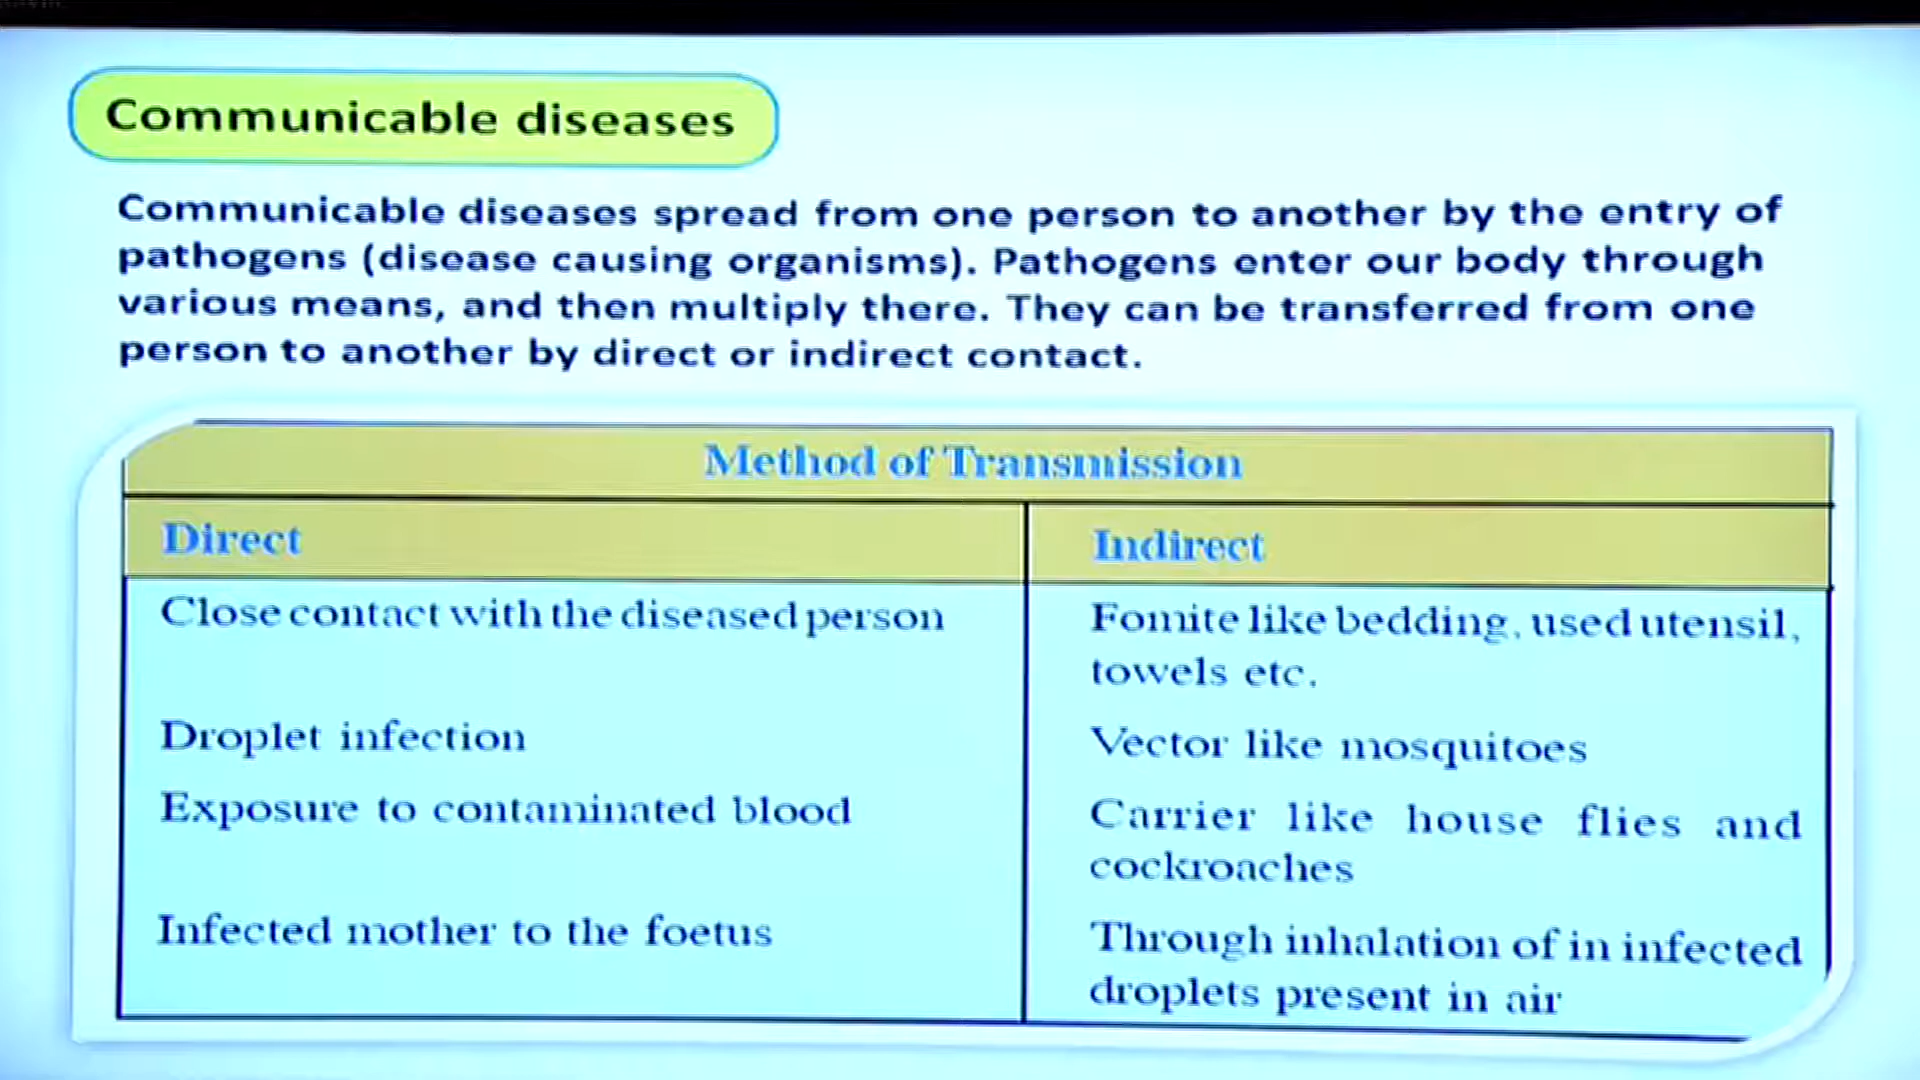 Communicable diseases
Communicable diseases spread from one person to another by the entry of
pathogens (disease causing organisms). Pathogens enter our body through
various means, and then multiply there. They can be transferred from one
person to another by direct or indirect contact.
Method of Transmission
Direct
Indirect
Close contact with the diseased person
Fomite like bedding, used utensil,
towels etc.
Droplet infection
Vector like mosquitoes
Exposure to contaminated blood
Carrier like house flies and
cockroaches
Infected mother to the foetus
Through inhalation of in infected
droplets present in air